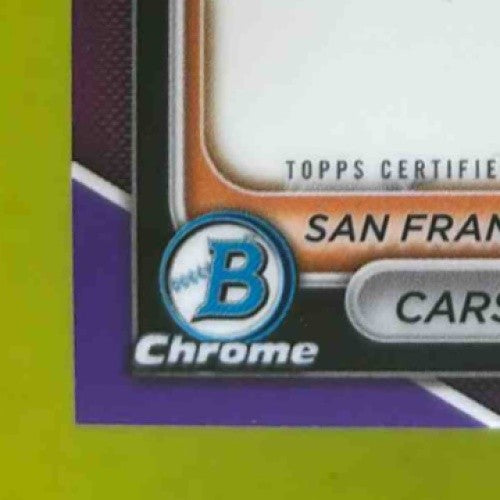 TOPPS CERTIFIE
SAN FRAN
B
CARS
Chrome